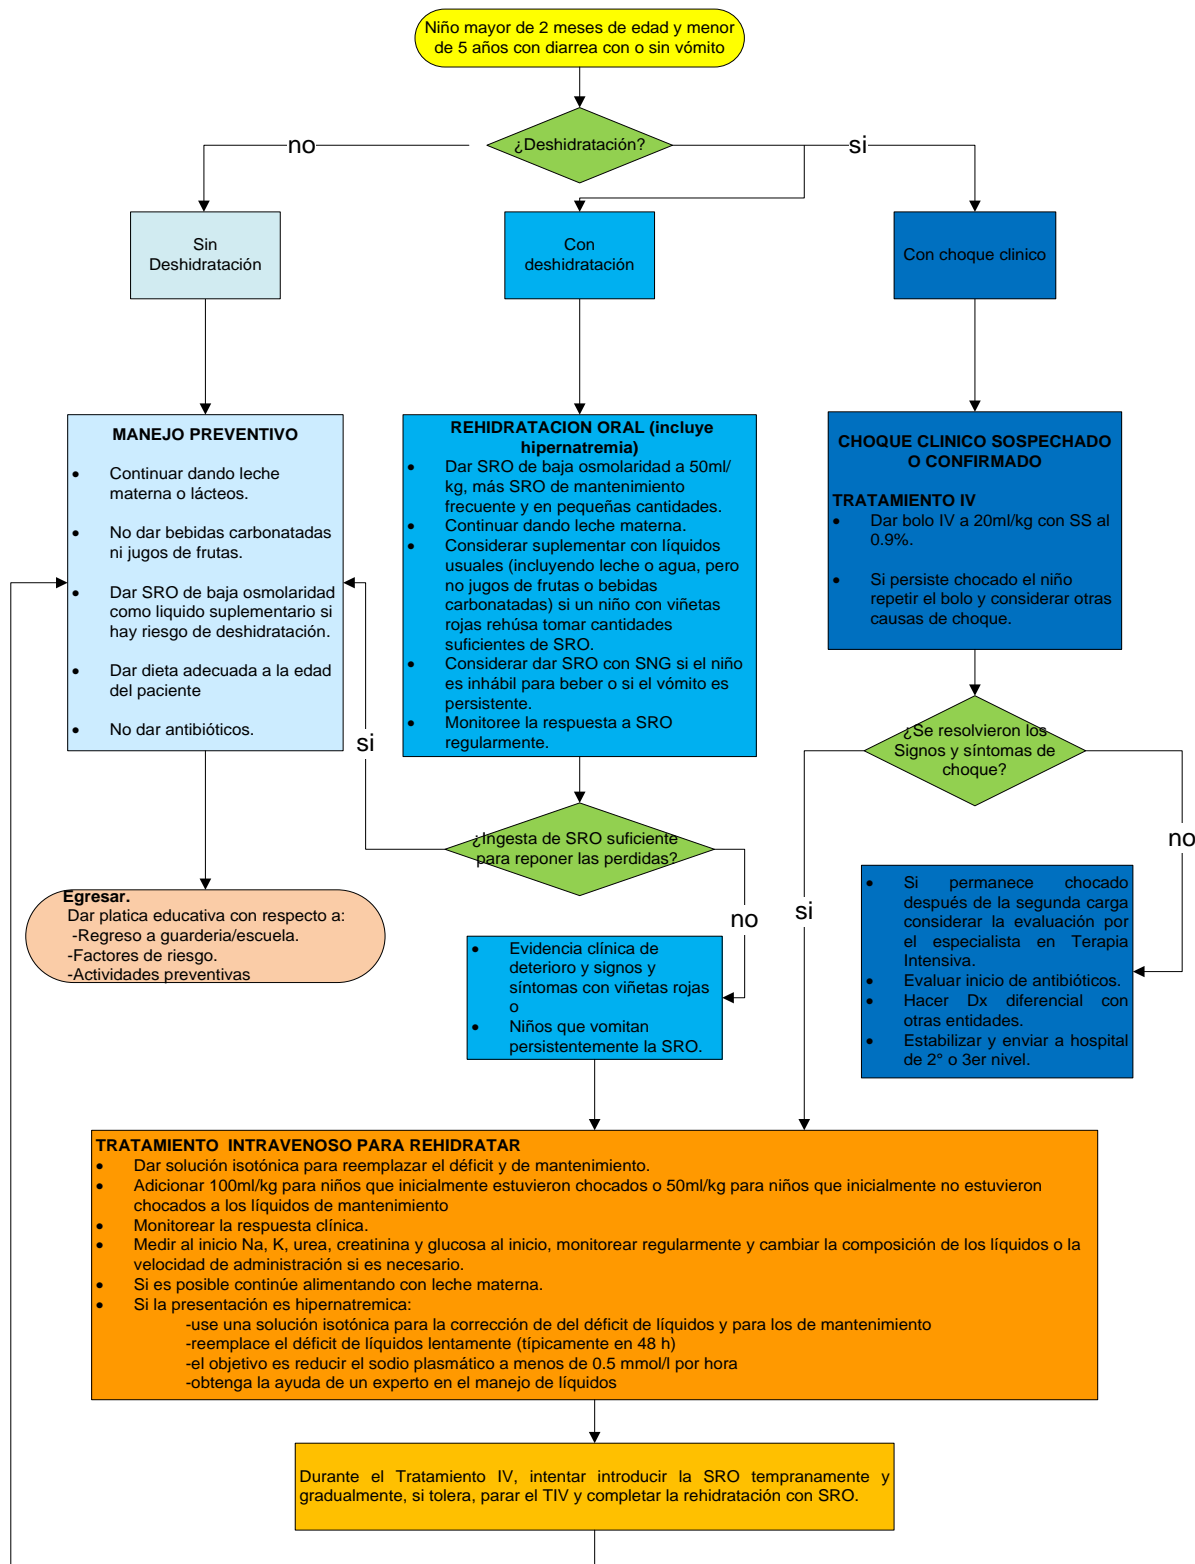 Niño mayor de 2 meses de edad y menor
de 5 años con diarrea con o sin vómito
¿Deshidratación?
no
si
Sin
Deshidratación
Con
deshidratación
Con choque clinico
MANEJO PREVENTIVO
• Continuar dando leche
materna o lácteos.
• No dar bebidas carbonatadas
ni jugos de frutas.
• Dar SRO de baja osmolaridad
como liquido suplementario si
hay riesgo de deshidratación.
• Dar dieta adecuada a la edad
del paciente
• No dar antibióticos.
REHIDRATACION ORAL (incluye
hipernatremia)
• Dar SRO de baja osmolaridad a 50ml/
kg, más SRO de mantenimiento
frecuente y en pequeñas cantidades.
• Continuar dando leche materna.
• Considerar suplementar con líquidos
usuales (incluyendo leche o agua, pero
no jugos de frutas o bebidas
carbonatadas) si un niño con viñetas
rojas rehúsa tomar cantidades
suficientes de SRO.
• Considerar dar SRO con SNG si el niño
es inhábil para beber o si el vómito es
persistente.
• Monitoree la respuesta a SRO
regularmente.
CHOQUE CLINICO SOSPECHADO
O CONFIRMADO
TRATAMIENTO IV
• Dar bolo IV a 20ml/kg con SS al
0.9%.
• Si persiste chocado el niño
repetir el bolo y considerar otras
causas de choque.
si
¿Se resolvieron los
Signos y síntomas de
choque?
no
¿Ingesta de SRO suficiente
para reponer las perdidas?
no
si
Egresar.
Dar platica educativa con respecto a:
-Regreso a guarderia/escuela.
-Factores de riesgo.
-Actividades preventivas
• Evidencia clínica de
deterioro y signos y
síntomas con viñetas rojas
o
• Niños que vomitan
persistentemente la SRO.
• Si permanece chocado
después de la segunda carga
considerar la evaluación por
el especialista en Terapia
Intensiva.
• Evaluar inicio de antibióticos.
• Hacer Dx diferencial con
otras entidades.
• Estabilizar y enviar a hospital
de 2° o 3er nivel.
TRATAMIENTO INTRAVENOSO PARA REHIDRATAR
• Dar solución isotónica para reemplazar el déficit y de mantenimiento.
• Adicionar 100ml/kg para niños que inicialmente estuvieron chocados o 50ml/kg para niños que inicialmente no estuvieron
chocados a los líquidos de mantenimiento
• Monitorear la respuesta clínica.
• Medir al inicio Na, K, urea, creatinina y glucosa al inicio, monitorear regularmente y cambiar la composición de los líquidos o la
velocidad de administración si es necesario.
• Si es posible continúe alimentando con leche materna.
• Si la presentación es hipernatremica:
-use una solución isotónica para la corrección de del déficit de líquidos y para los de mantenimiento
-reemplace el déficit de líquidos lentamente (típicamente en 48 h)
-el objetivo es reducir el sodio plasmático a menos de 0.5 mmol/l por hora
-obtenga la ayuda de un experto en el manejo de líquidos
Durante el Tratamiento IV, intentar introducir la SRO tempranamente y
gradualmente, si tolera, parar el TIV y completar la rehidratación con SRO.